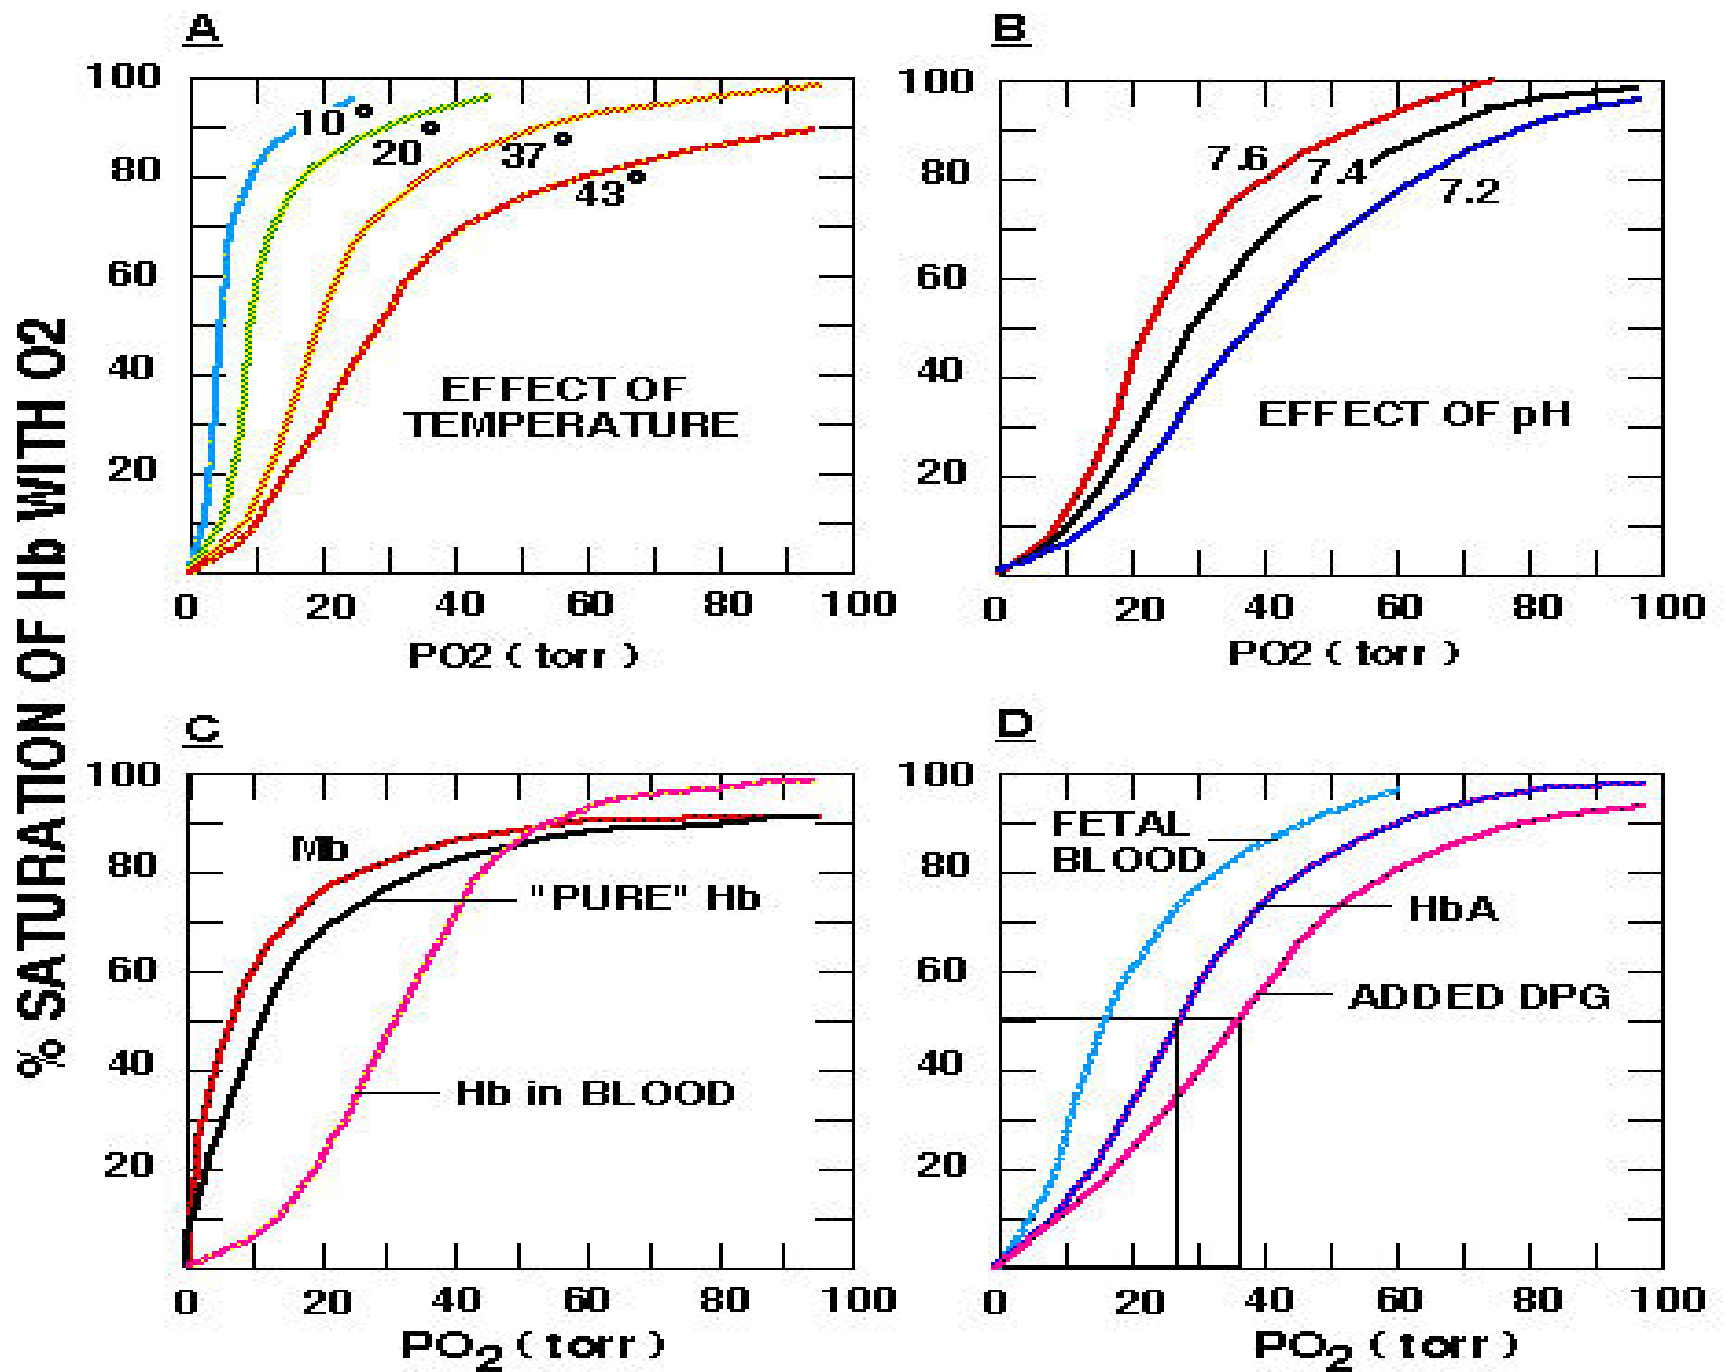 % SATURATION OF Hb WITH O2
A
100
80
60
40
20
0 20 40 60 80 100
10°
20°
37°
43°
EFFECT OF
TEMPERATURE
PO2 ( torr )
B
100
80
60
40
20
0 20 40 60 80 100
7.6
7.4
7.2
EFFECT OF pH
PO2 ( torr )
C
100
80
60
40
20
0 20 40 60 80 100
Mb
"PURE" Hb
Hb in BLOOD
PO2 ( torr )
D
100
80
60
40
20
0 20 40 60 80 100
FETAL
BLOOD
HbA
ADDED DPG
PO2 ( torr )